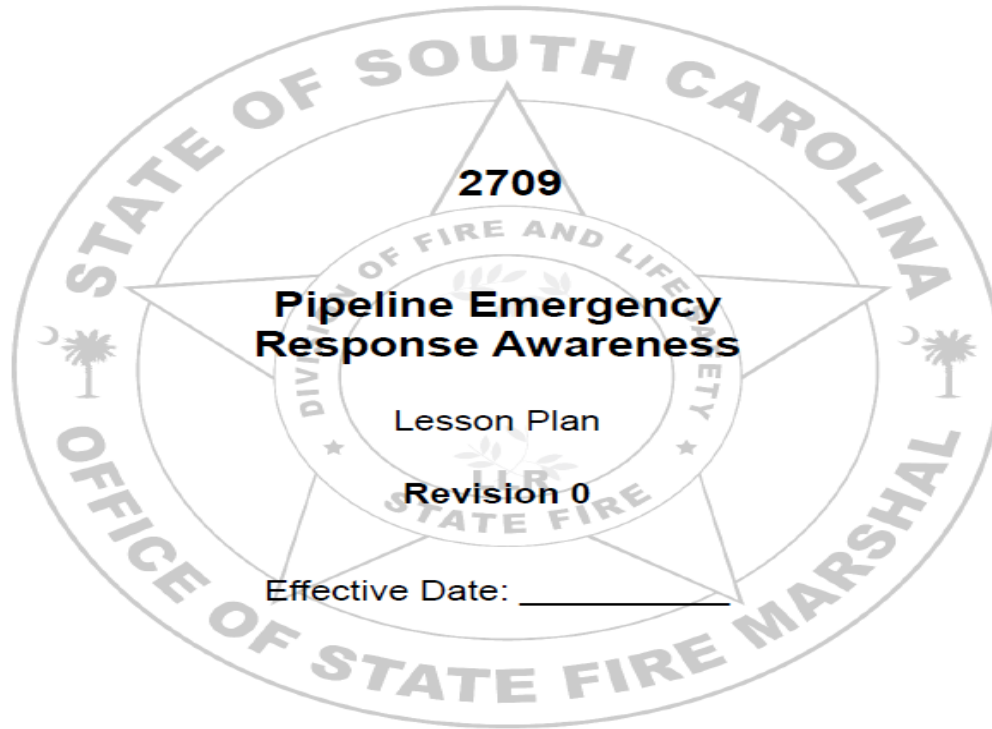 STATE OF SOUTH CAROLINA
2709
DIVISION OF FIRE AND LIFE SAFETY
Pipeline Emergency
Response Awareness
Lesson Plan
LLR
Revision 0
STATE FIRE
Effective Date: ___________
OFFICE OF STATE FIRE MARSHAL